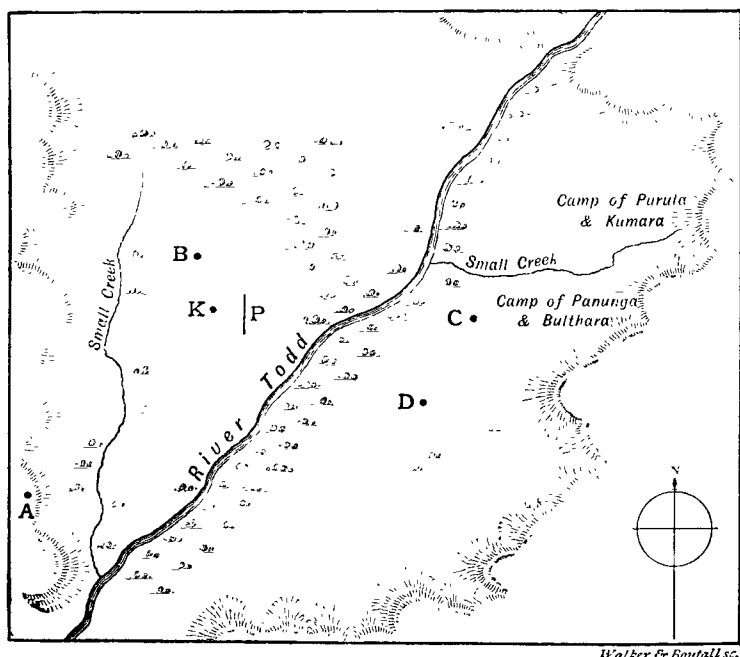 Camp of Purula
& Kumara
Small Creek
B
Small Creek
Camp of Panunga
& Bulthara
K
P
C
River Todd
D
A
N
Walker & Boutall sc.